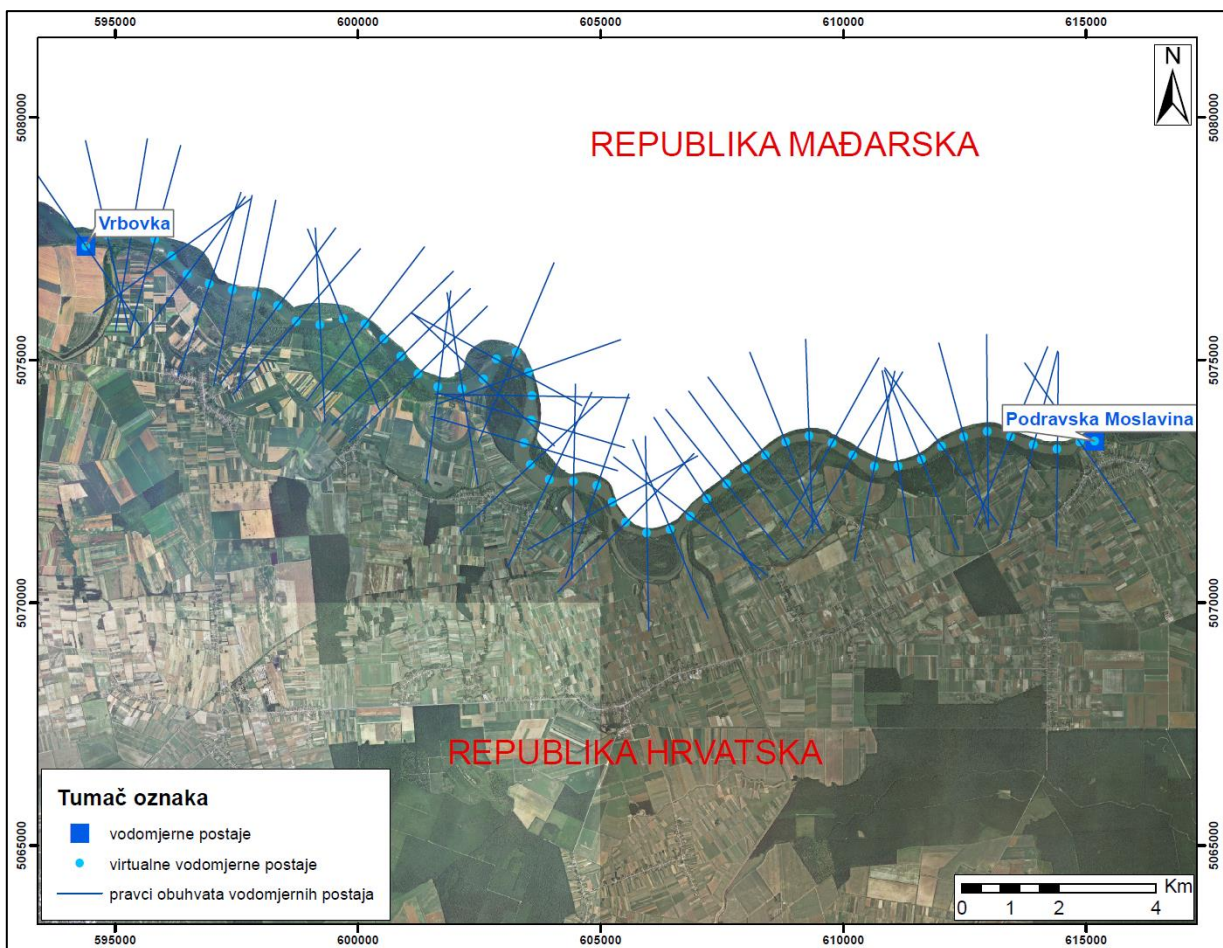 595000 600000 605000 610000 615000
N
5080000 5080000
REPUBLIKA MAĐARSKA
Vrbovka
5075000 5075000
Podravska Moslavina
5070000 5070000
REPUBLIKA HRVATSKA
Tumač oznaka
vodomjerne postaje
virtualne vodomjerne postaje
pravci obuhvata vodomjernih postaja
5065000 5065000
Km
0 1 2 4
595000 600000 605000 610000 615000